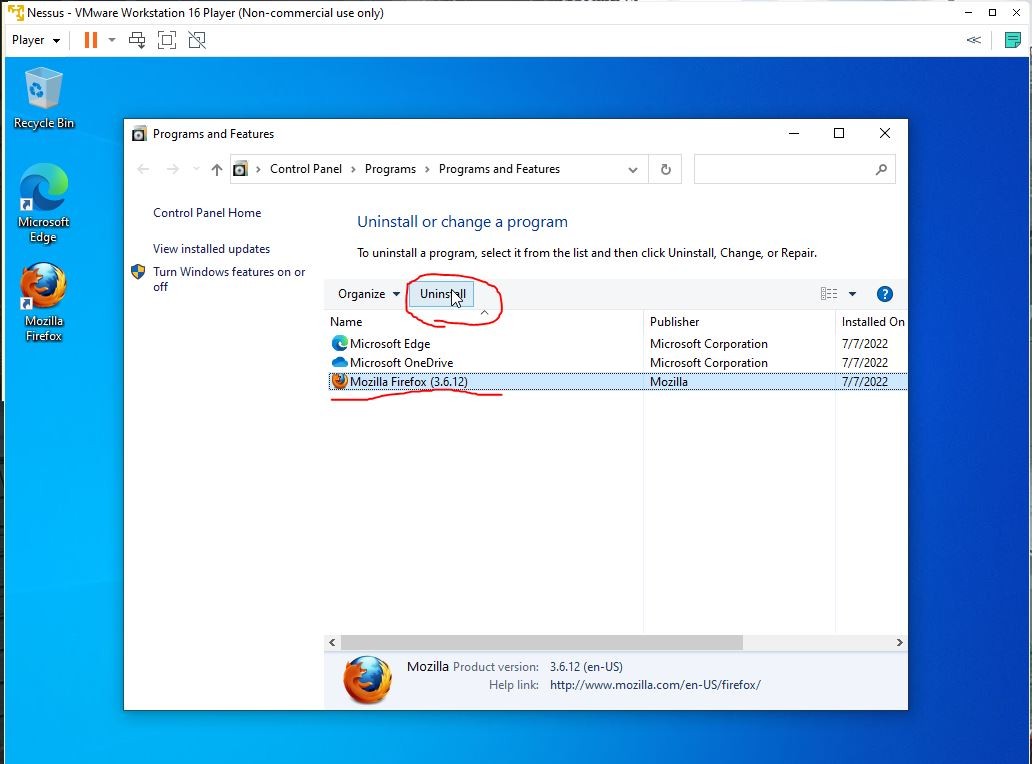 Nessus - VMware Workstation 16 Player (Non-commercial use only)
Player
Recycle Bin
Microsoft
Edge
Mozilla
Firefox
Programs and Features
Control Panel > Programs > Programs and Features
Control Panel Home
View installed updates
Turn Windows features on or
off
Uninstall or change a program
To uninstall a program, select it from the list and then click Uninstall, Change, or Repair.
Organize Uninstall
Name Publisher Installed On
Microsoft Edge Microsoft Corporation 7/7/2022
Microsoft OneDrive Microsoft Corporation 7/7/2022
Mozilla Firefox (3.6.12) Mozilla 7/7/2022
Mozilla Product version: 3.6.12 (en-US)
Help link: http://www.mozilla.com/en-US/firefox/